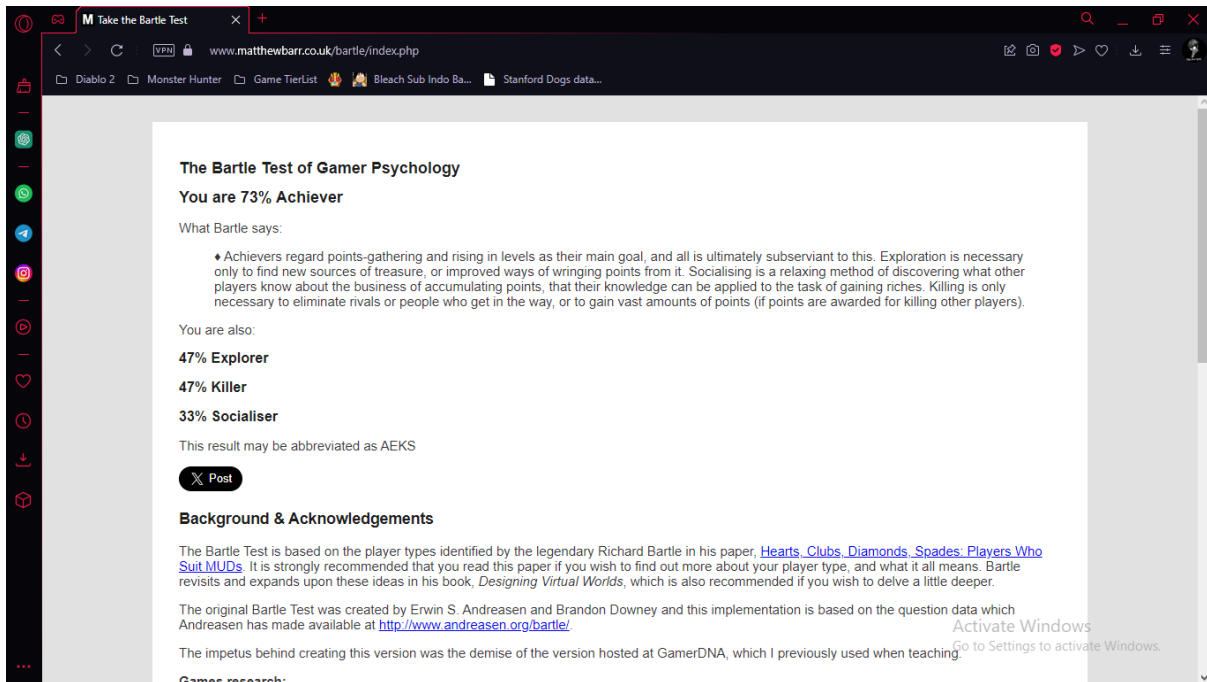 M Take the Bartle Test
VPN www.matthewbarr.co.uk/bartle/index.php
Diablo 2 Monster Hunter Game TierList Bleach Sub Indo Ba... Stanford Dogs data...
The Bartle Test of Gamer Psychology
You are 73% Achiever
What Bartle says:
♦ Achievers regard points-gathering and rising in levels as their main goal, and all is ultimately subserviant to this. Exploration is necessary
only to find new sources of treasure, or improved ways of wringing points from it. Socialising is a relaxing method of discovering what other
players know about the business of accumulating points, that their knowledge can be applied to the task of gaining riches. Killing is only
necessary to eliminate rivals or people who get in the way, or to gain vast amounts of points (if points are awarded for killing other players).
You are also:
47% Explorer
47% Killer
33% Socialiser
This result may be abbreviated as AEKS
X Post
Background & Acknowledgements
The Bartle Test is based on the player types identified by the legendary Richard Bartle in his paper, Hearts, Clubs, Diamonds, Spades: Players Who
Suit MUDs. It is strongly recommended that you read this paper if you wish to find out more about your player type, and what it all means. Bartle
revisits and expands upon these ideas in his book, Designing Virtual Worlds, which is also recommended if you wish to delve a little deeper.
The original Bartle Test was created by Erwin S. Andreasen and Brandon Downey and this implementation is based on the question data which
Andreasen has made available at http://www.andreasen.org/bartle/.
The impetus behind creating this version was the demise of the version hosted at GamerDNA, which I previously used when teaching.
Games research:
Activate Windows
Go to Settings to activate Windows.